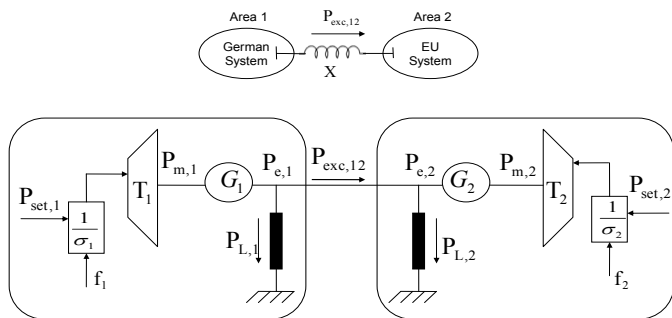 Area 1
P_exc,12
Area 2
German
System
EU
System
X
P_m,1
P_e,1
P_exc,12
P_e,2
P_m,2
P_set,1
T_1
G_1
G_2
T_2
P_set,2
1
σ_1
P_L,1
P_L,2
1
σ_2
f_1
f_2